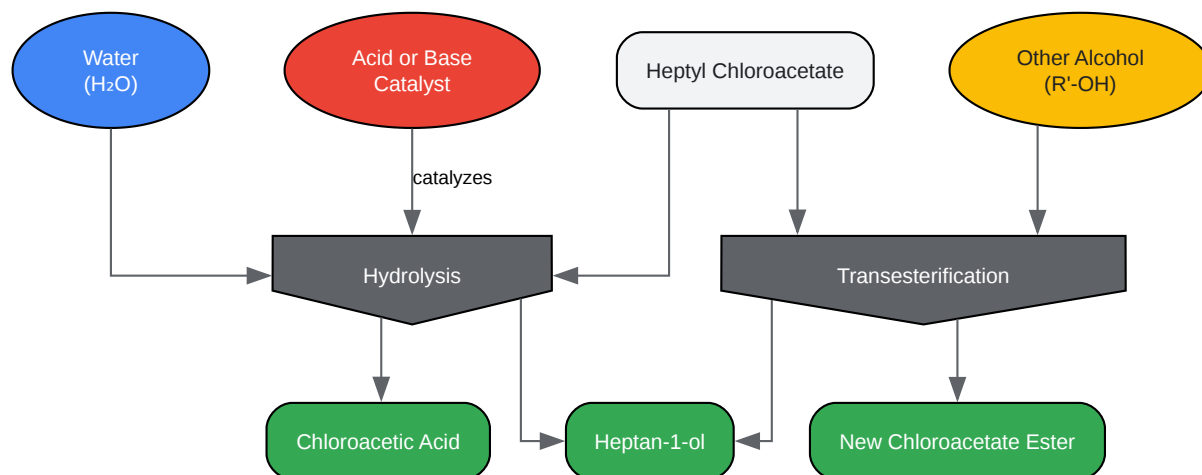 Water
(H₂O)
Acid or Base
Catalyst
Heptyl Chloroacetate
Other Alcohol
(R'-OH)
catalyzes
Hydrolysis
Transesterification
Chloroacetic Acid
Heptan-1-ol
New Chloroacetate Ester